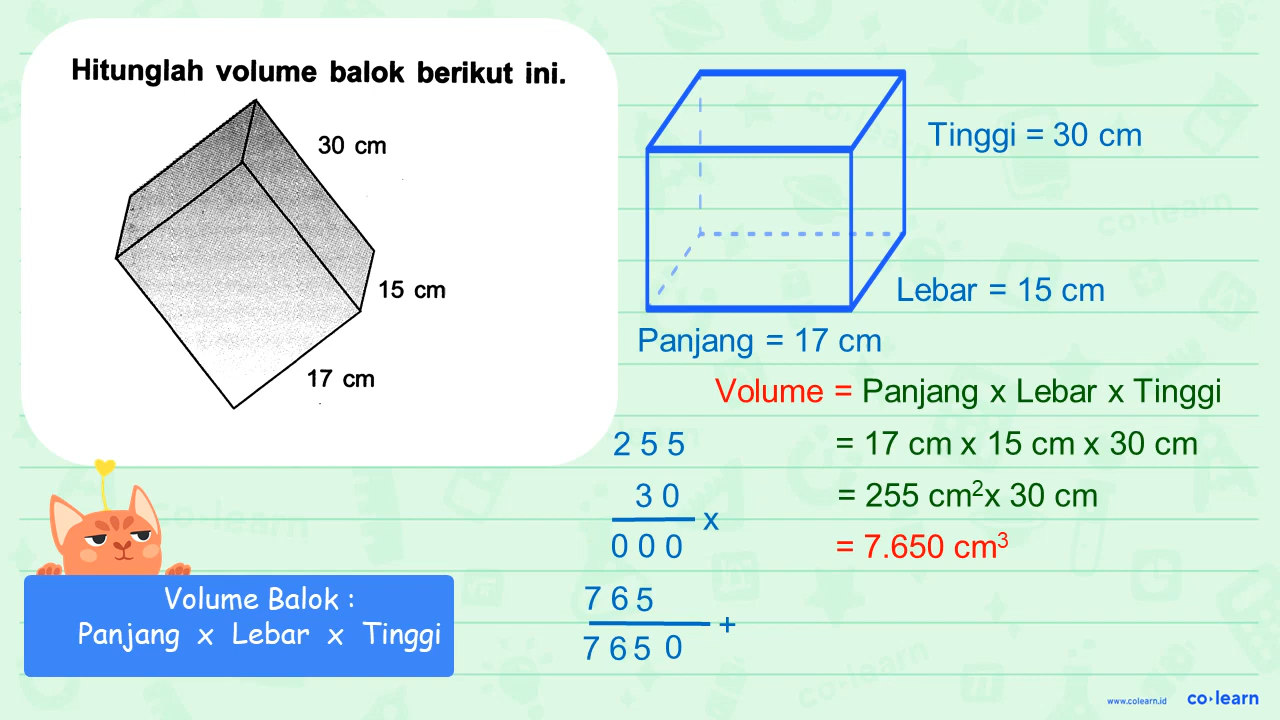 Hitunglah volume balok berikut ini.
30 cm
15 cm
17 cm
Tinggi = 30 cm
Lebar = 15 cm
Panjang = 17 cm
Volume = Panjang x Lebar x Tinggi
= 17 cm x 15 cm x 30 cm
= 255 cm²x 30 cm
= 7.650 cm³
2 5 5
3 0
x
0 0 0
7 6 5
+
7 6 5 0
Volume Balok :
Panjang x Lebar x Tinggi
www.colearn.id
co·learn